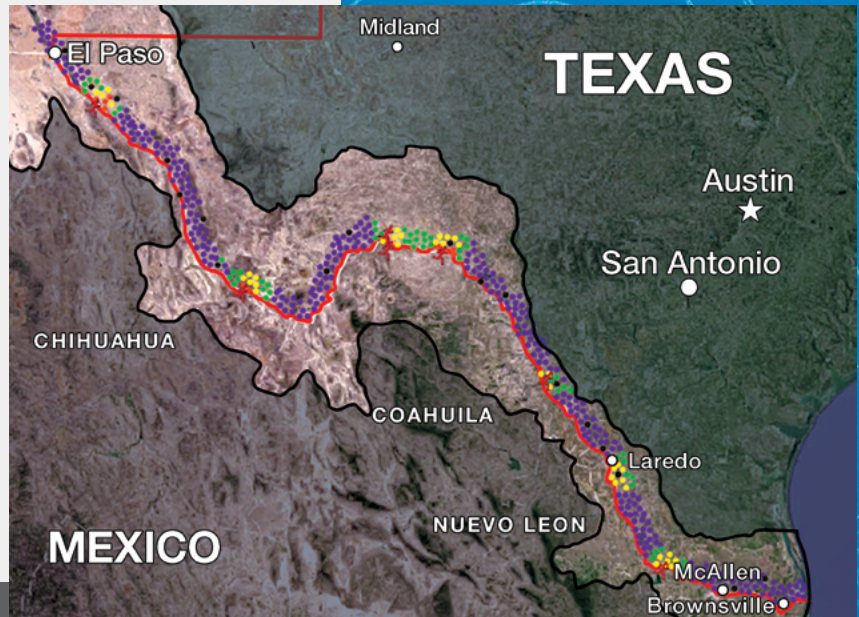 Midland
El Paso
TEXAS
Austin
San Antonio
CHIHUAHUA
COAHUILA
Laredo
NUEVO LEON
MEXICO
McAllen
Brownsville